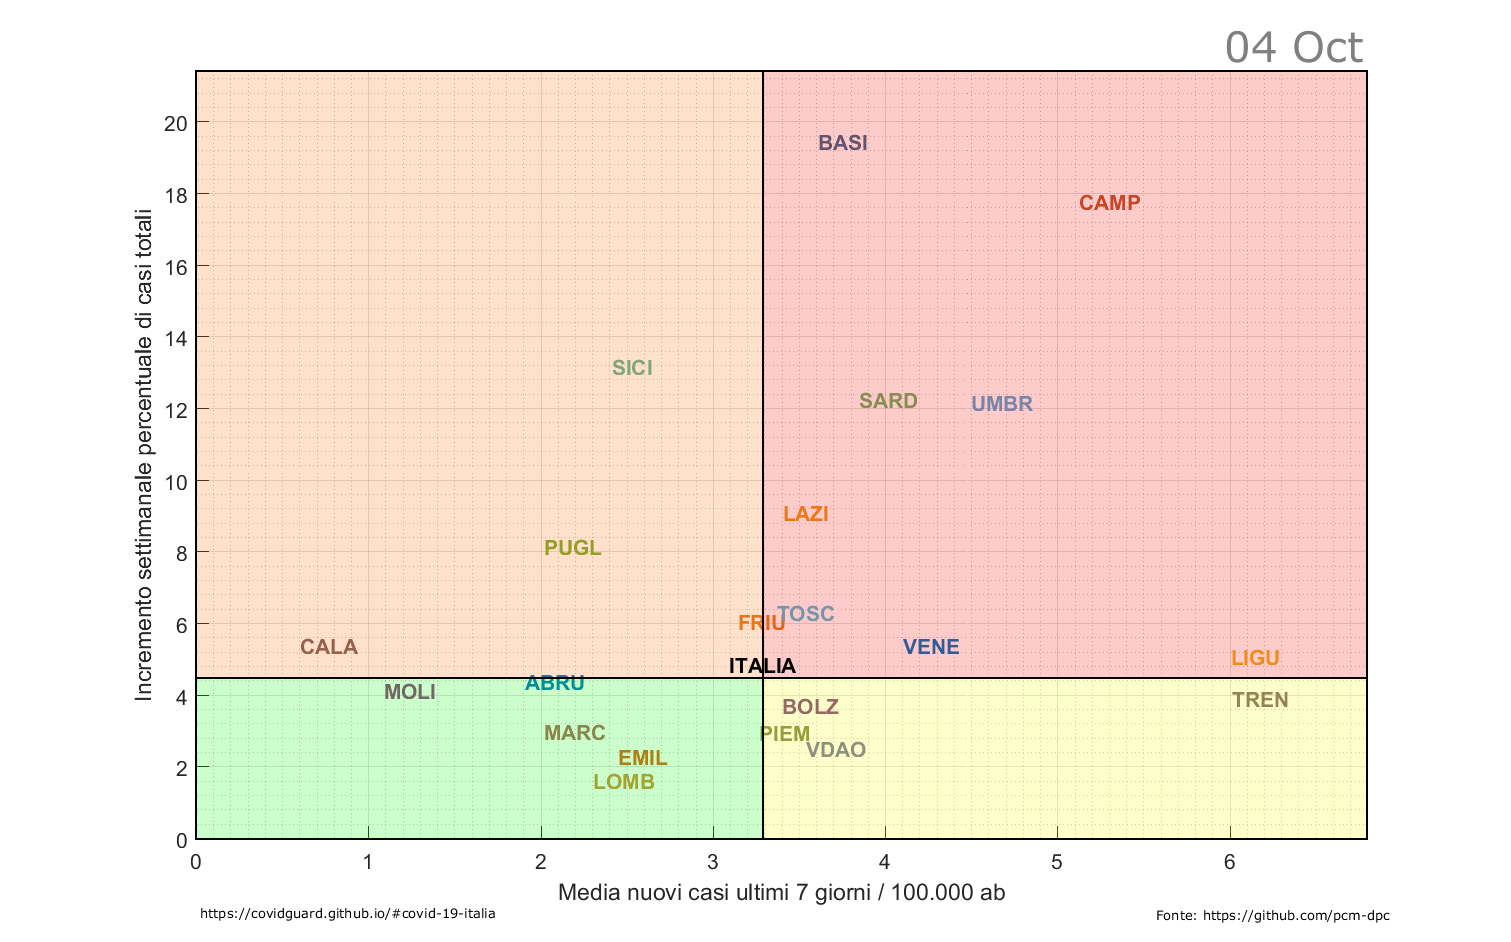 04 Oct
20
18
16
14
12
10
8
6
4
2
0
Incremento settimanale percentuale di casi totali
BASI
CAMP
SICI
SARD
UMBR
LAZI
PUGL
TOSC
FRIU
CALA
VENE
LIGU
ITALIA
ABRU
MOLI
TREN
BOLZ
MARC
PIEM
VDAO
EMIL
LOMB
0 1 2 3 4 5 6
Media nuovi casi ultimi 7 giorni / 100.000 ab
https://covidguard.github.io/#covid-19-italia
Fonte: https://github.com/pcm-dpc